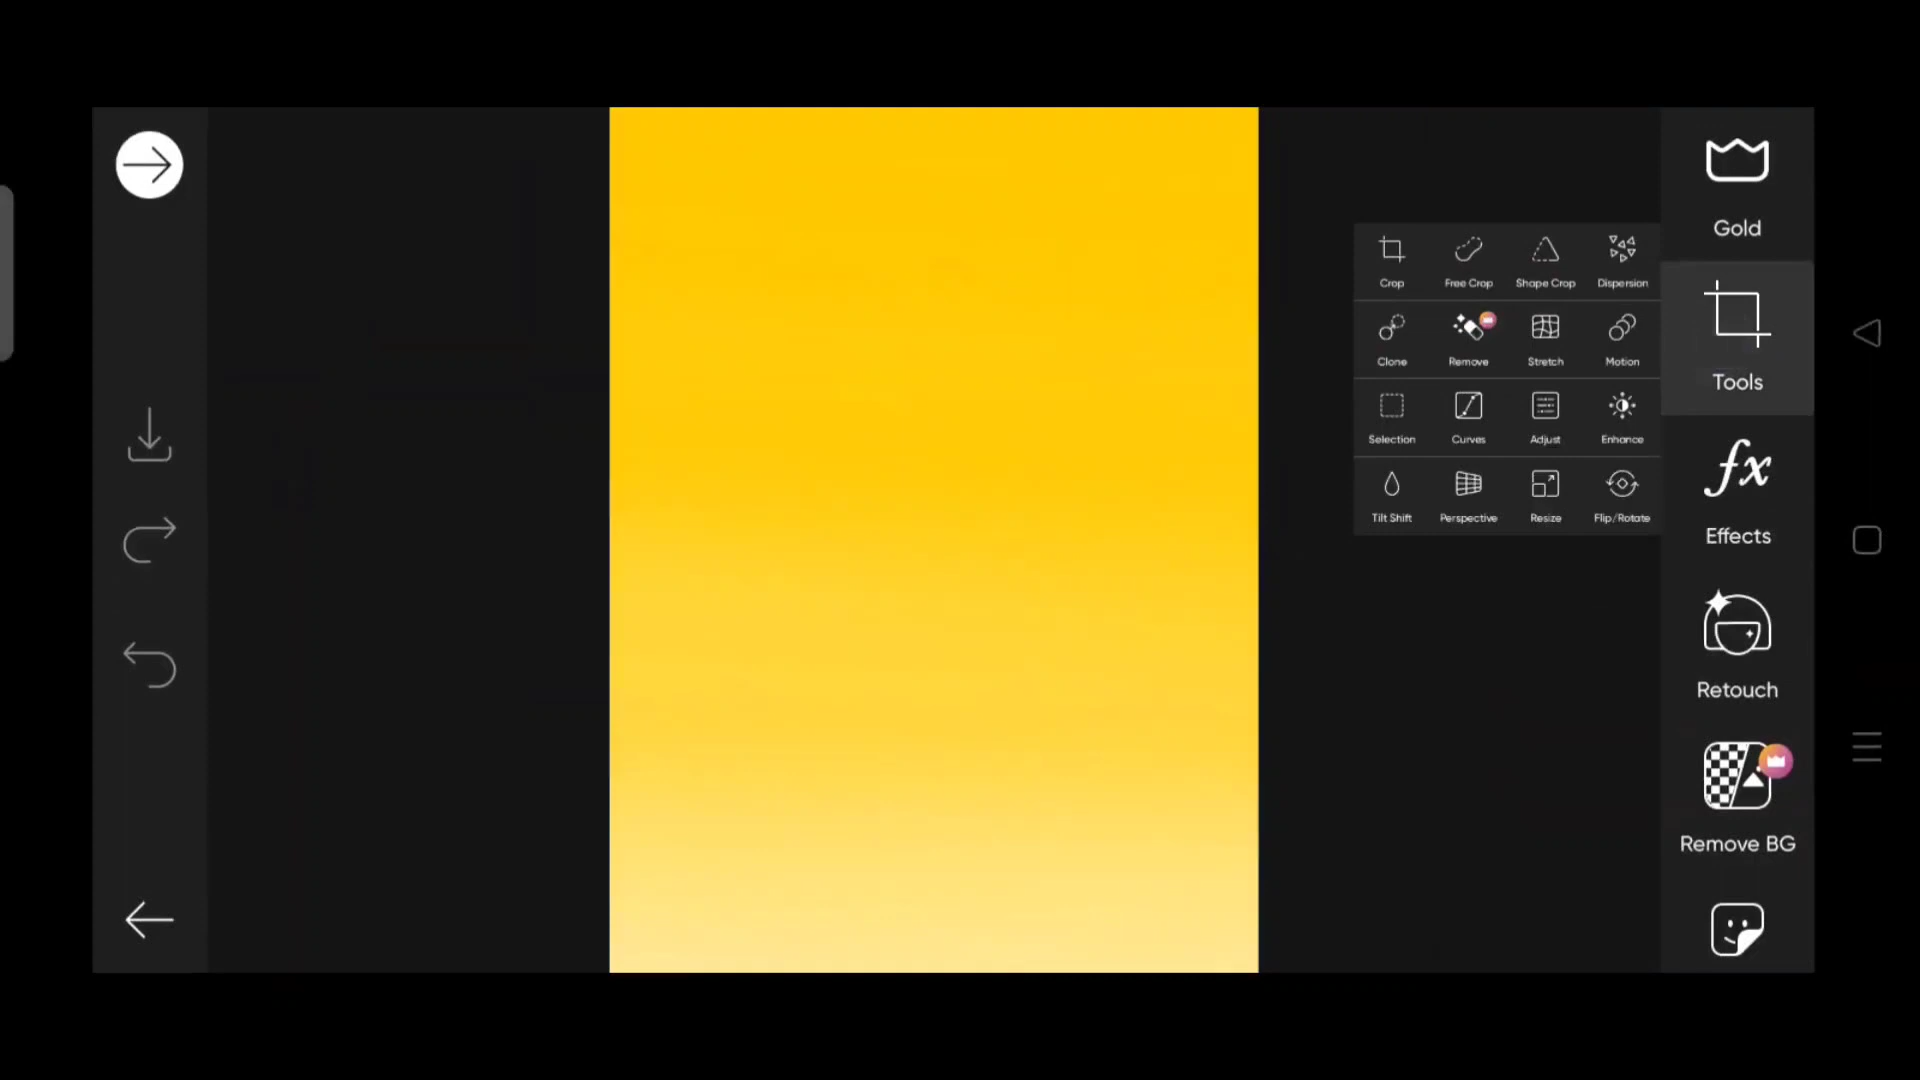 Gold
Crop Free Crop Shape Crop Dispersion
Clone Remove Stretch Motion
Tools
Selection Curves Adjust Enhance
Tilt Shift Perspective Resize Flip/Rotate
fx
Effects
Retouch
Remove BG